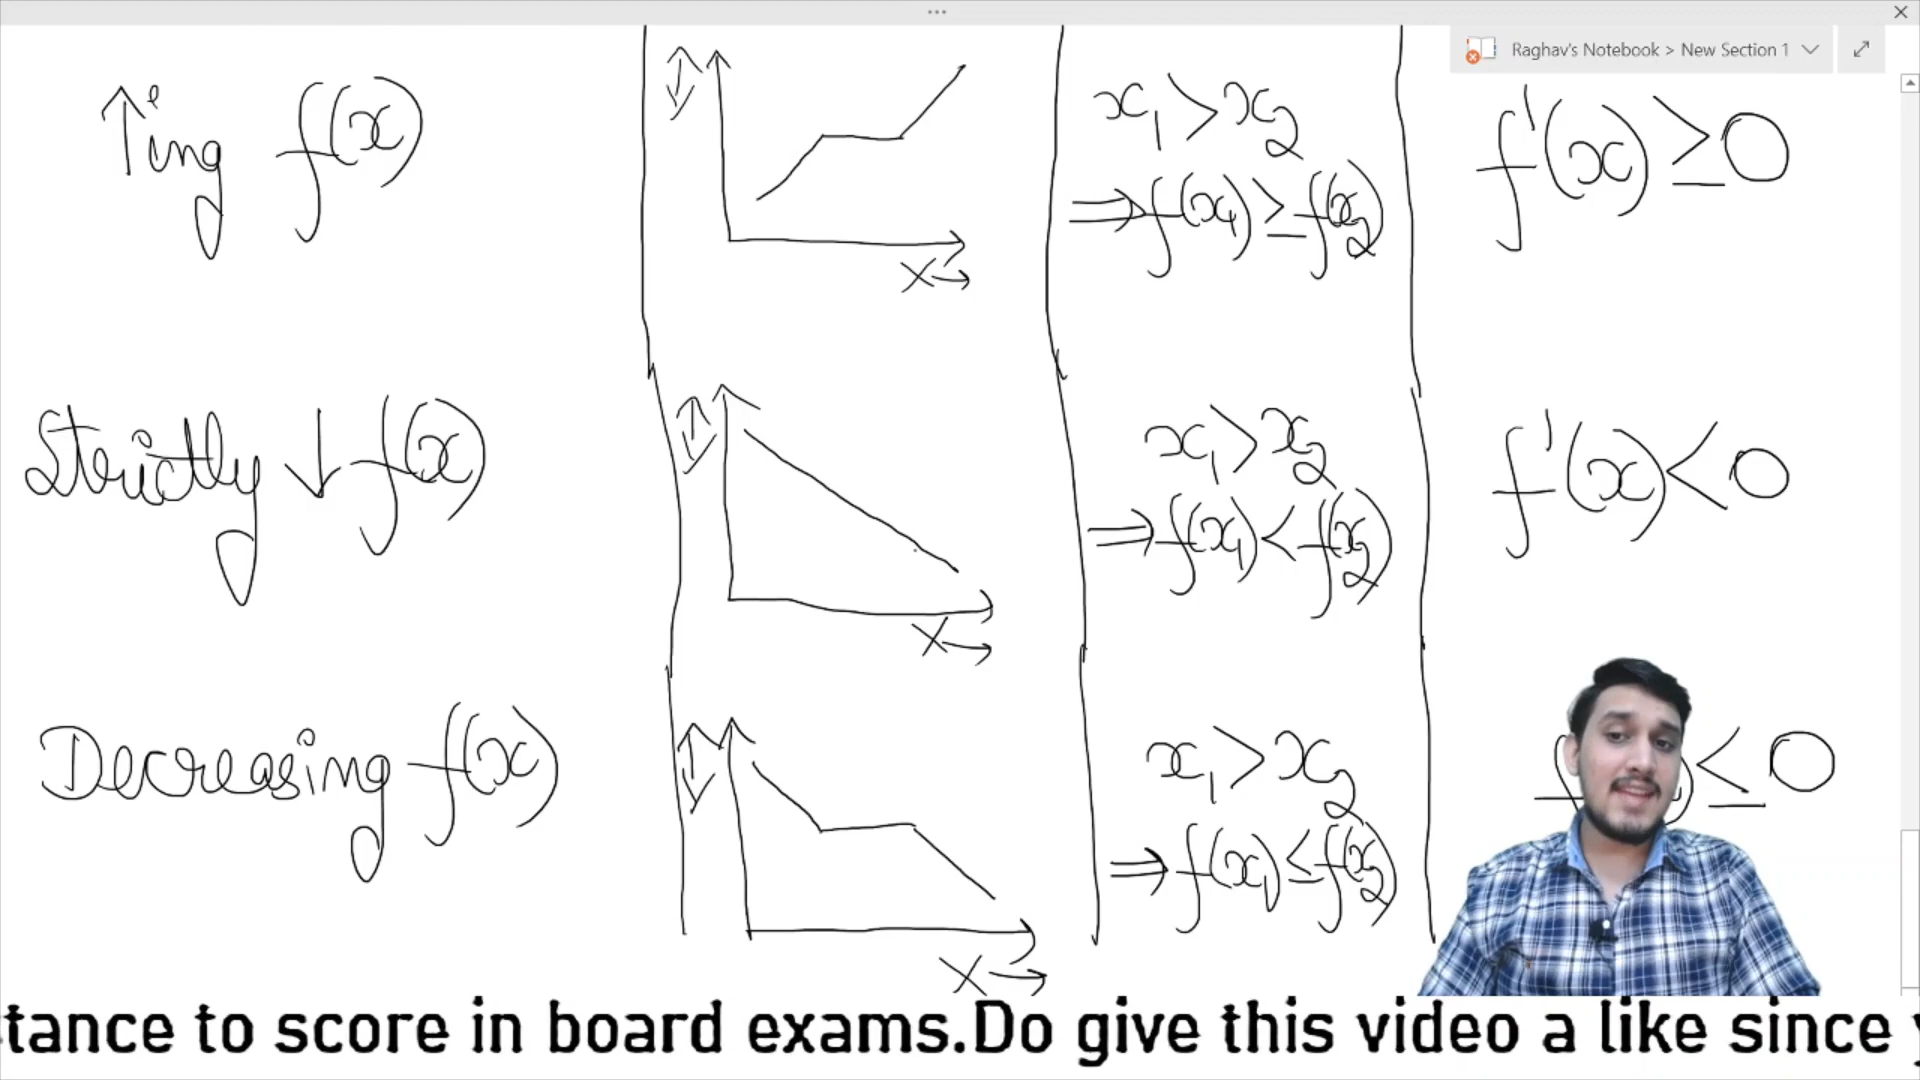 Raghav's Notebook > New Section 1
↑ing f(x)
Y
X→
x₁ > x₂
⇒ f(x₁) ≥ f(x₂)
f'(x) ≥ 0
Strictly ↓ f(x)
X→
x₁ > x₂
⇒ f(x₁) < f(x₂)
f'(x) < 0
Decreasing f(x)
X→
x₁ > x₂
⇒ f(x₁) ≤ f(x₂)
≤ 0
tance to score in board exams.Do give this video a like since